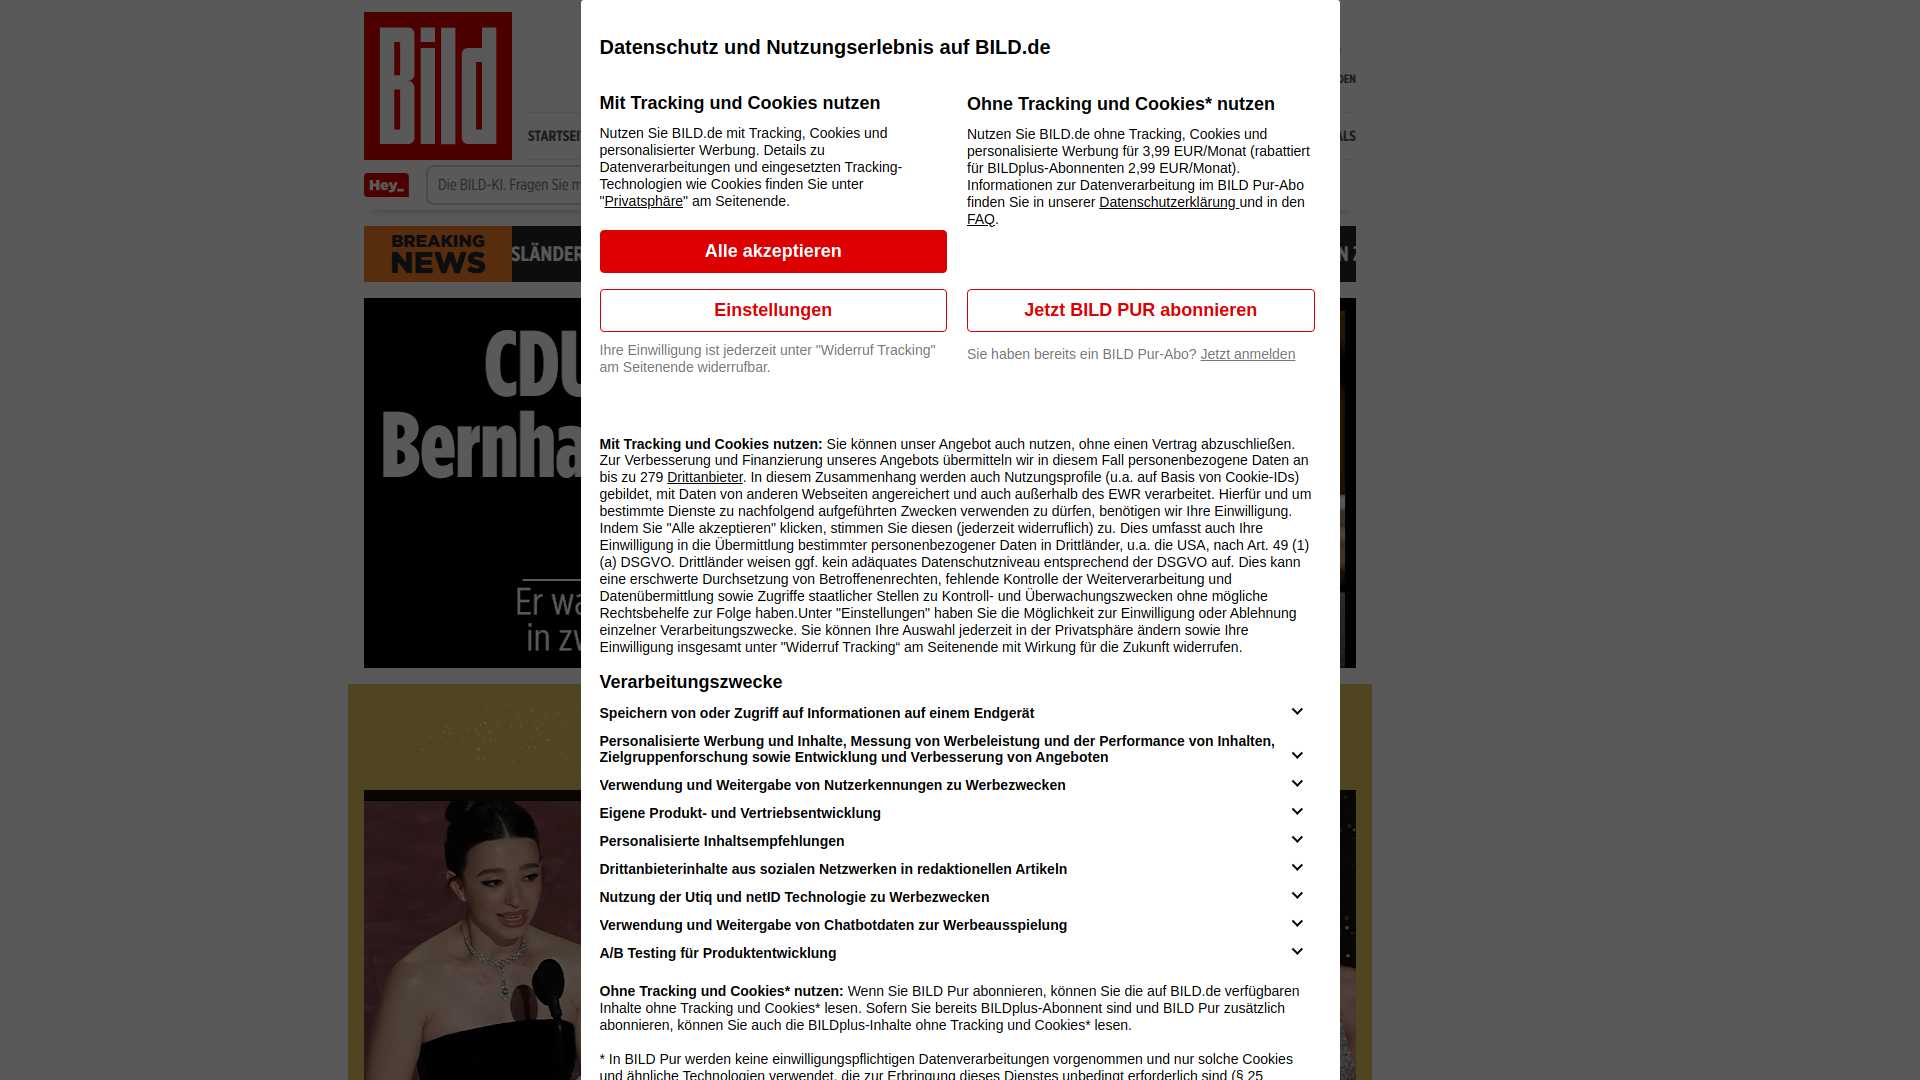 Bild
DEN
STARTSEI
ALS
Hey_
Die BILD-KI. Fragen Sie m
BREAKING
NEWS
SLÄNDER
N Z
CDU
Bernha
Er wa
in zw
Datenschutz und Nutzungserlebnis auf BILD.de
Mit Tracking und Cookies nutzen
Nutzen Sie BILD.de mit Tracking, Cookies und
personalisierter Werbung. Details zu
Datenverarbeitungen und eingesetzten Tracking-
Technologien wie Cookies finden Sie unter
"Privatsphäre" am Seitenende.
Alle akzeptieren
Einstellungen
Ihre Einwilligung ist jederzeit unter "Widerruf Tracking"
am Seitenende widerrufbar.
Ohne Tracking und Cookies* nutzen
Nutzen Sie BILD.de ohne Tracking, Cookies und
personalisierte Werbung für 3,99 EUR/Monat (rabattiert
für BILDplus-Abonnenten 2,99 EUR/Monat).
Informationen zur Datenverarbeitung im BILD Pur-Abo
finden Sie in unserer Datenschutzerklärung und in den
FAQ.
Jetzt BILD PUR abonnieren
Sie haben bereits ein BILD Pur-Abo? Jetzt anmelden
Mit Tracking und Cookies nutzen: Sie können unser Angebot auch nutzen, ohne einen Vertrag abzuschließen.
Zur Verbesserung und Finanzierung unseres Angebots übermitteln wir in diesem Fall personenbezogene Daten an
bis zu 279 Drittanbieter. In diesem Zusammenhang werden auch Nutzungsprofile (u.a. auf Basis von Cookie-IDs)
gebildet, mit Daten von anderen Webseiten angereichert und auch außerhalb des EWR verarbeitet. Hierfür und um
bestimmte Dienste zu nachfolgend aufgeführten Zwecken verwenden zu dürfen, benötigen wir Ihre Einwilligung.
Indem Sie "Alle akzeptieren" klicken, stimmen Sie diesen (jederzeit widerruflich) zu. Dies umfasst auch Ihre
Einwilligung in die Übermittlung bestimmter personenbezogener Daten in Drittländer, u.a. die USA, nach Art. 49 (1)
(a) DSGVO. Drittländer weisen ggf. kein adäquates Datenschutzniveau entsprechend der DSGVO auf. Dies kann
eine erschwerte Durchsetzung von Betroffenenrechten, fehlende Kontrolle der Weiterverarbeitung und
Datenübermittlung sowie Zugriffe staatlicher Stellen zu Kontroll- und Überwachungszwecken ohne mögliche
Rechtsbehelfe zur Folge haben.Unter "Einstellungen" haben Sie die Möglichkeit zur Einwilligung oder Ablehnung
einzelner Verarbeitungszwecke. Sie können Ihre Auswahl jederzeit in der Privatsphäre ändern sowie Ihre
Einwilligung insgesamt unter "Widerruf Tracking“ am Seitenende mit Wirkung für die Zukunft widerrufen.
Verarbeitungszwecke
Speichern von oder Zugriff auf Informationen auf einem Endgerät
Personalisierte Werbung und Inhalte, Messung von Werbeleistung und der Performance von Inhalten,
Zielgruppenforschung sowie Entwicklung und Verbesserung von Angeboten
Verwendung und Weitergabe von Nutzerkennungen zu Werbezwecken
Eigene Produkt- und Vertriebsentwicklung
Personalisierte Inhaltsempfehlungen
Drittanbieterinhalte aus sozialen Netzwerken in redaktionellen Artikeln
Nutzung der Utiq und netID Technologie zu Werbezwecken
Verwendung und Weitergabe von Chatbotdaten zur Werbeausspielung
A/B Testing für Produktentwicklung
Ohne Tracking und Cookies* nutzen: Wenn Sie BILD Pur abonnieren, können Sie die auf BILD.de verfügbaren
Inhalte ohne Tracking und Cookies* lesen. Sofern Sie bereits BILDplus-Abonnent sind und BILD Pur zusätzlich
abonnieren, können Sie auch die BILDplus-Inhalte ohne Tracking und Cookies* lesen.
* In BILD Pur werden keine einwilligungspflichtigen Datenverarbeitungen vorgenommen und nur solche Cookies
und ähnliche Technologien verwendet, die zur Erbringung dieses Dienstes unbedingt erforderlich sind (§ 25